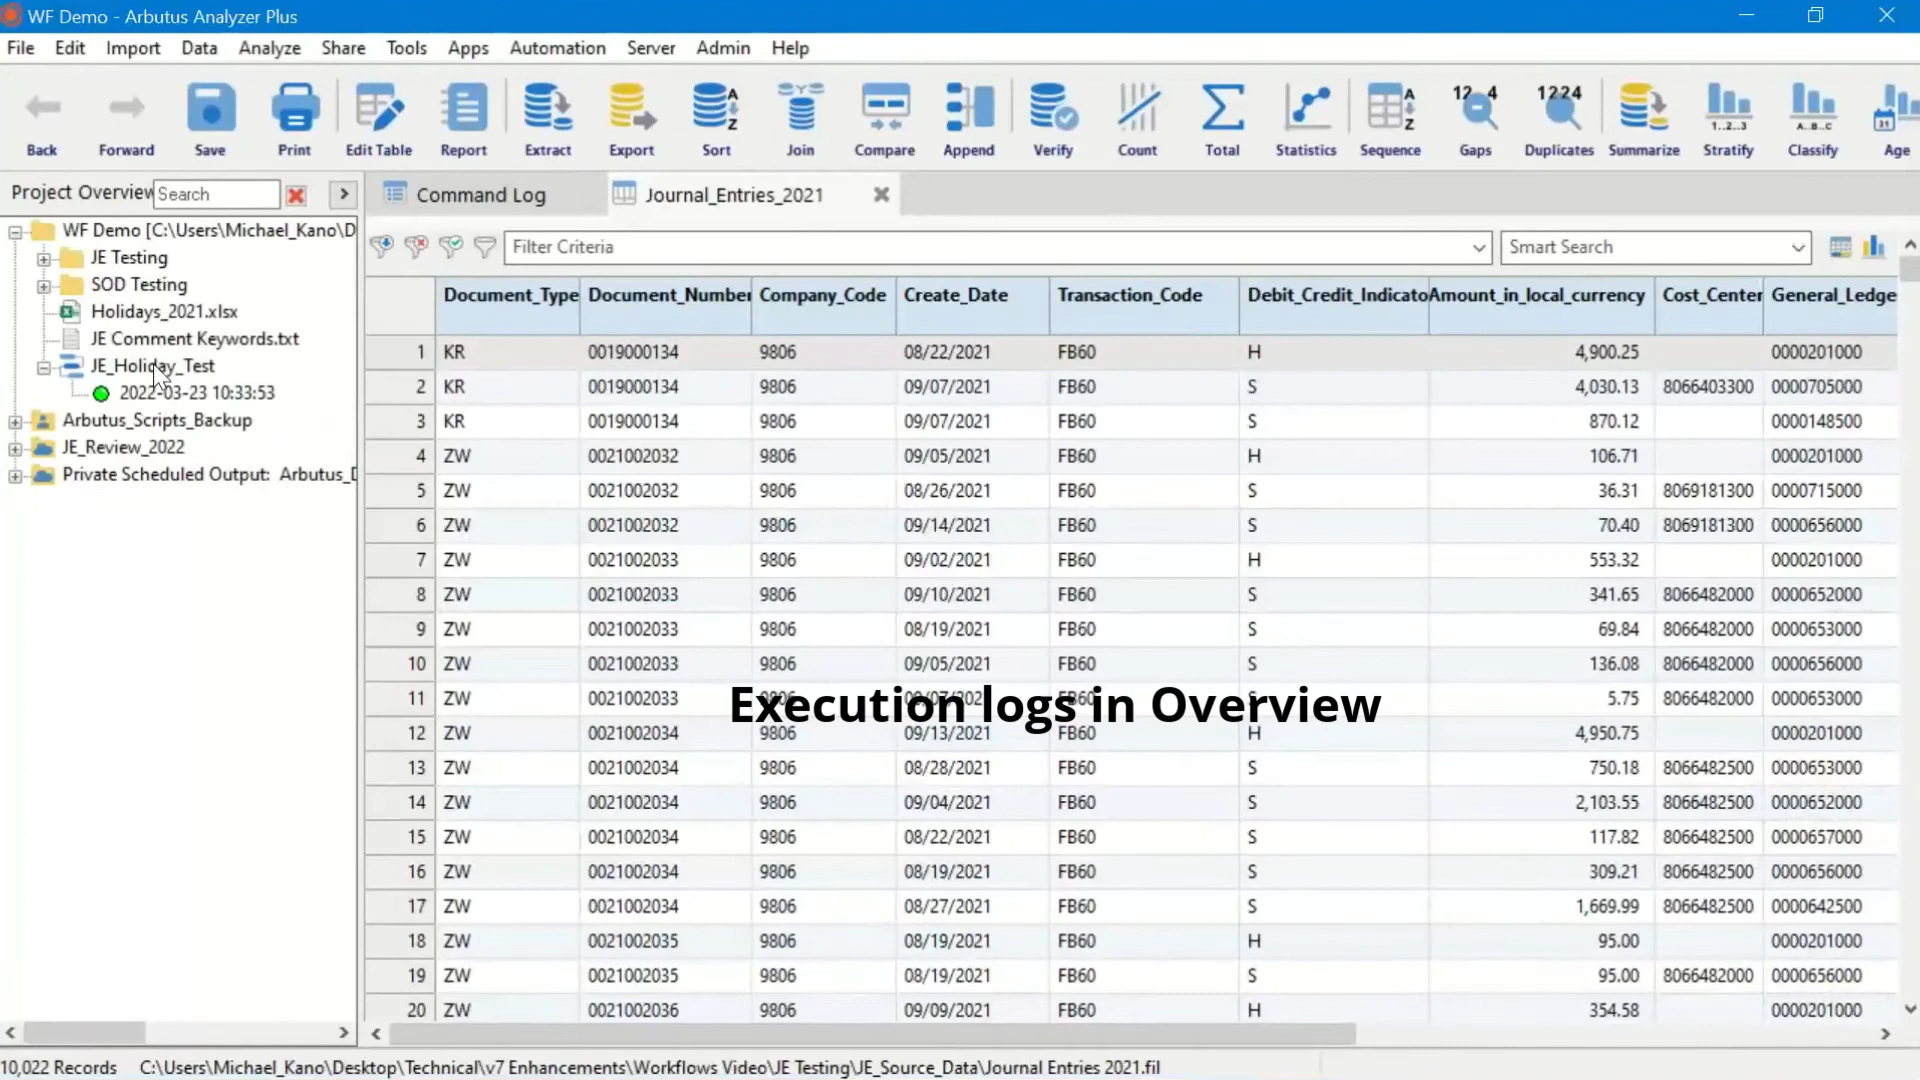 WF Demo - Arbutus Analyzer Plus
File Edit Import Data Analyze Share Tools Apps Automation Server Admin Help
Back Forward Save Print Edit Table Report Extract Export Sort Join Compare Append Verify Count Total Statistics Sequence Gaps Duplicates Summarize Stratify Classify Age
Project Overview Search
WF Demo [C:\Users\Michael_Kano\D
JE Testing
SOD Testing
Holidays_2021.xlsx
JE Comment Keywords.txt
JE_Holiday_Test
2022-03-23 10:33:53
Arbutus_Scripts_Backup
JE_Review_2022
Private Scheduled Output: Arbutus_D
Command Log Journal_Entries_2021
Filter Criteria Smart Search
Document_Type Document_Number Company_Code Create_Date Transaction_Code Debit_Credit_Indicato Amount_in_local_currency Cost_Center General_Ledge
1 KR 0019000134 9806 08/22/2021 FB60 H 4,900.25 0000201000
2 KR 0019000134 9806 09/07/2021 FB60 S 4,030.13 8066403300 0000705000
3 KR 0019000134 9806 09/07/2021 FB60 S 870.12 0000148500
4 ZW 0021002032 9806 09/05/2021 FB60 H 106.71 0000201000
5 ZW 0021002032 9806 08/26/2021 FB60 S 36.31 8069181300 0000715000
6 ZW 0021002032 9806 09/14/2021 FB60 S 70.40 8069181300 0000656000
7 ZW 0021002033 9806 09/02/2021 FB60 H 553.32 0000201000
8 ZW 0021002033 9806 09/10/2021 FB60 S 341.65 8066482000 0000652000
9 ZW 0021002033 9806 08/19/2021 FB60 S 69.84 8066482000 0000653000
10 ZW 0021002033 9806 09/05/2021 FB60 S 136.08 8066482000 0000656000
11 ZW 0021002033 5.75 8066482000 0000653000
Execution logs in Overview
12 ZW 0021002034 9806 09/13/2021 FB60 H 4,950.75 0000201000
13 ZW 0021002034 9806 08/28/2021 FB60 S 750.18 8066482500 0000653000
14 ZW 0021002034 9806 09/04/2021 FB60 S 2,103.55 8066482500 0000652000
15 ZW 0021002034 9806 08/22/2021 FB60 S 117.82 8066482500 0000657000
16 ZW 0021002034 9806 08/19/2021 FB60 S 309.21 8066482500 0000656000
17 ZW 0021002034 9806 08/27/2021 FB60 S 1,669.99 8066482500 0000642500
18 ZW 0021002035 9806 08/19/2021 FB60 H 95.00 0000201000
19 ZW 0021002035 9806 08/19/2021 FB60 S 95.00 8066482000 0000656000
20 ZW 0021002036 9806 09/09/2021 FB60 H 354.58 0000201000
10,022 Records C:\Users\Michael_Kano\Desktop\Technical\v7 Enhancements\Workflows Video\JE Testing\JE_Source_Data\Journal Entries 2021.fil